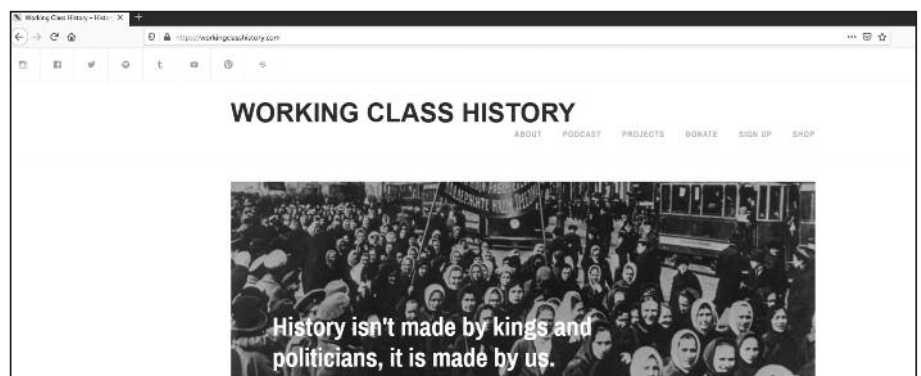 Working Class History – Histo
https://workingclasshistory.com
WORKING CLASS HISTORY
ABOUT PODCAST PROJECTS DONATE SIGN UP SHOP
History isn't made by kings and
politicians, it is made by us.